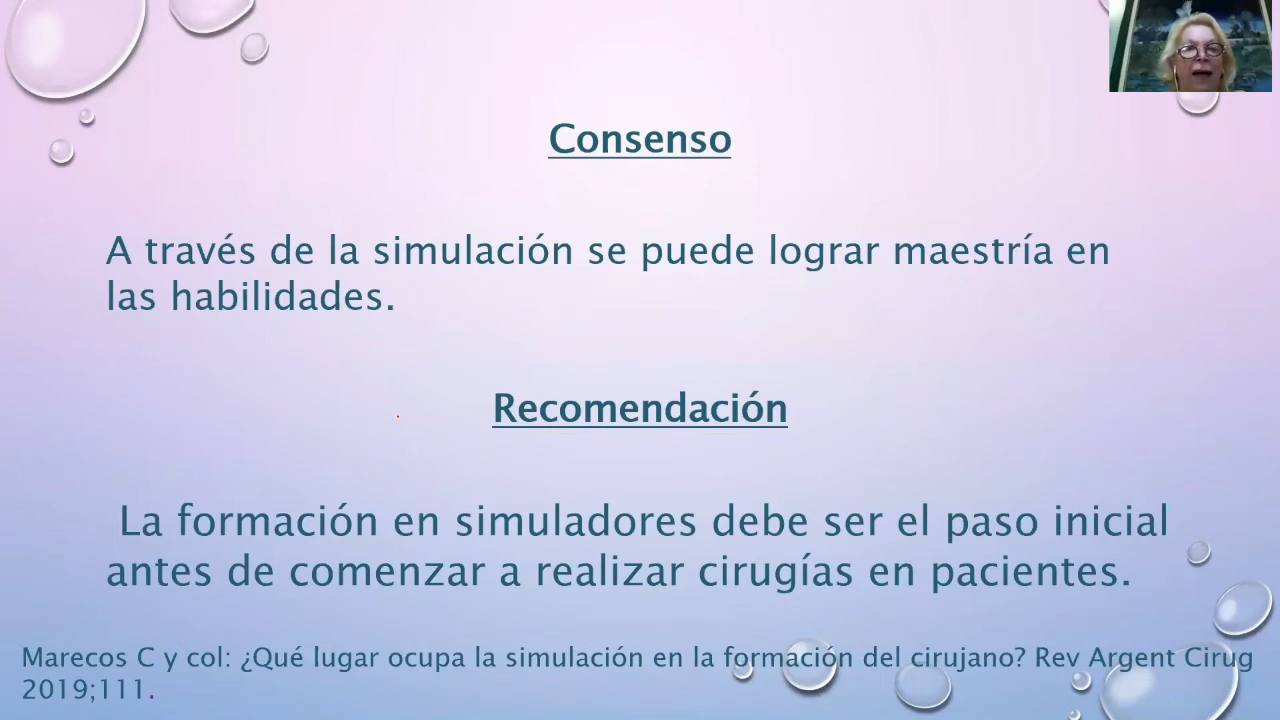 Consenso
A través de la simulación se puede lograr maestría en
las habilidades.
Recomendación
La formación en simuladores debe ser el paso inicial
antes de comenzar a realizar cirugías en pacientes.
Marecos C y col: ¿Qué lugar ocupa la simulación en la formación del cirujano? Rev Argent Cirug
2019;111.